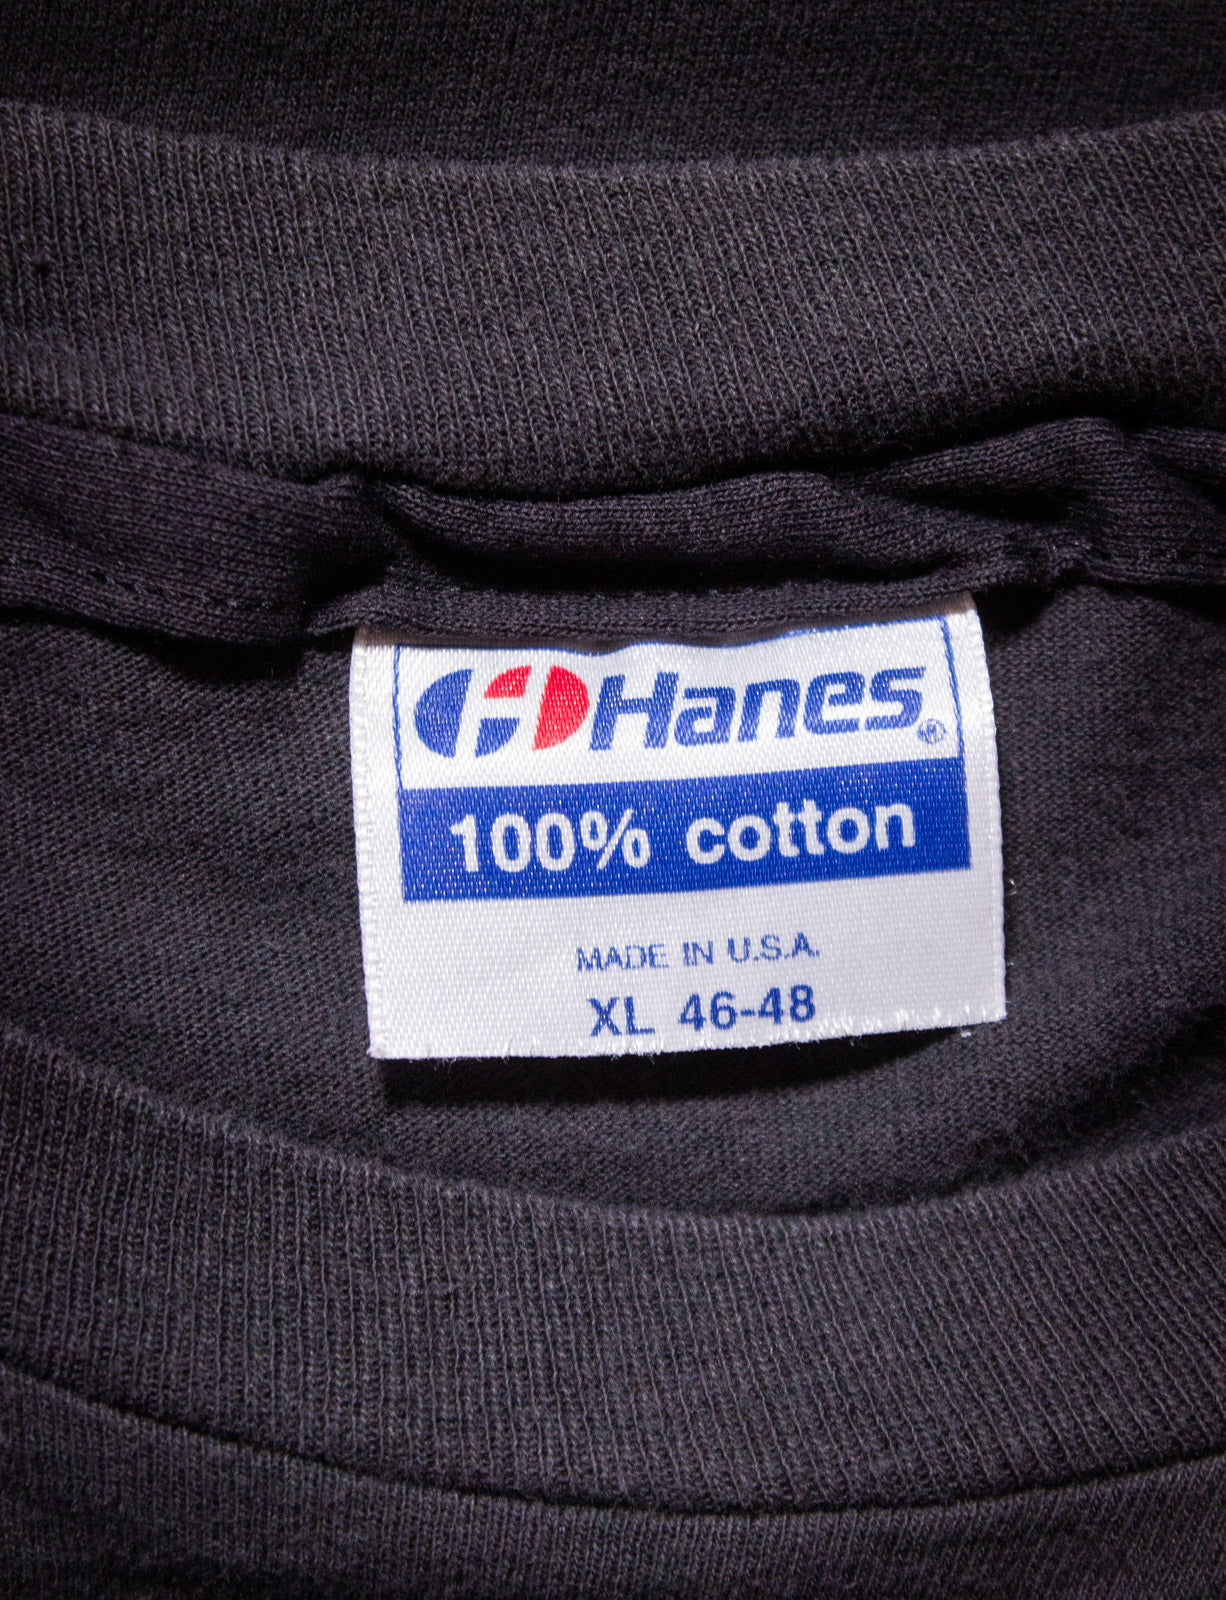 Hanes®
100% cotton
MADE IN U.S.A.
XL 46-48